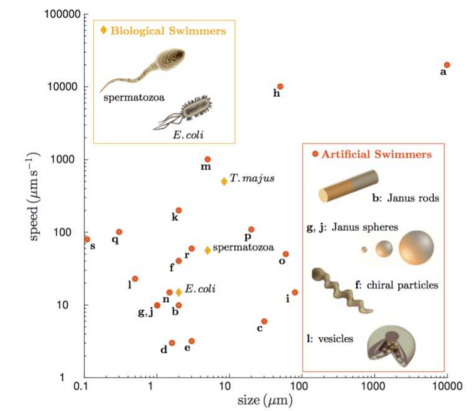 100000
10000
1000
100
10
1
speed (μm s⁻¹)
Biological Swimmers
spermatozoa
E. coli
a
h
m
T. majus
k
q
s
p
r
spermatozoa
o
f
l
n
E. coli
i
g, j
b
c
d
e
Artificial Swimmers
b: Janus rods
g, j: Janus spheres
f: chiral particles
l: vesicles
0.1
1
10
100
1000
10000
size (μm)